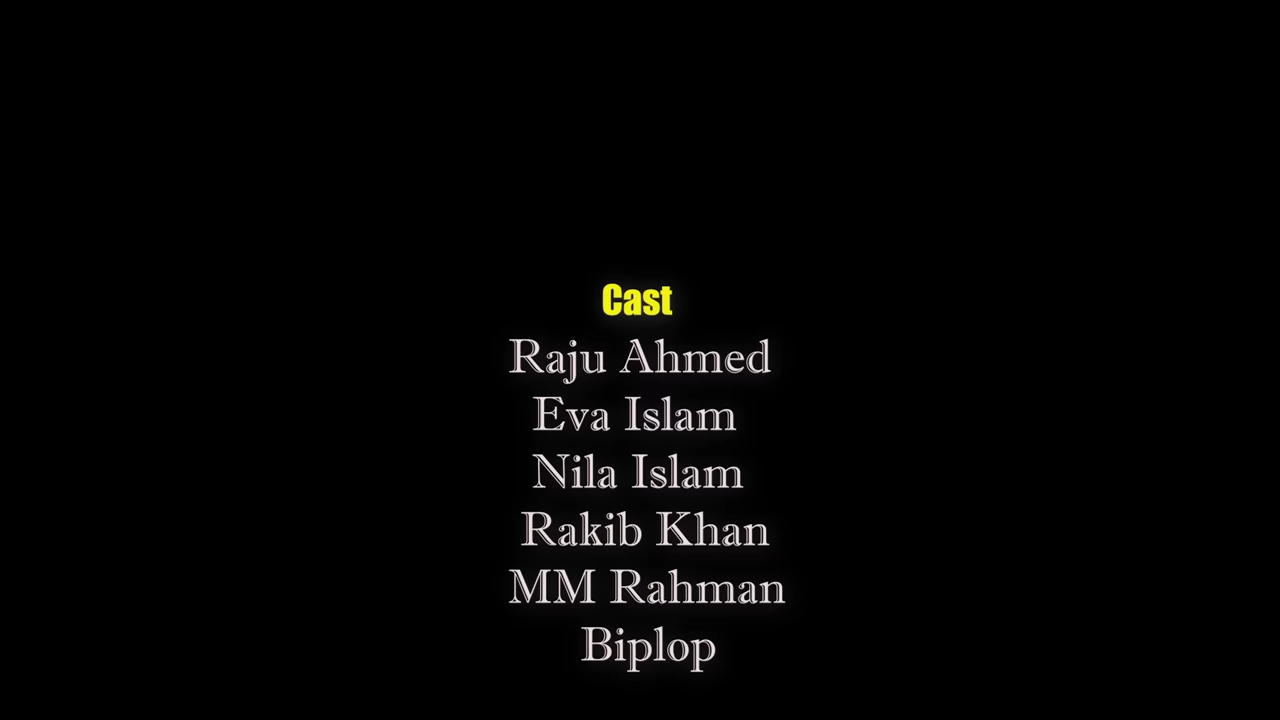 Cast
Raju Ahmed
Eva Islam
Nila Islam
Rakib Khan
MM Rahman
Biplop